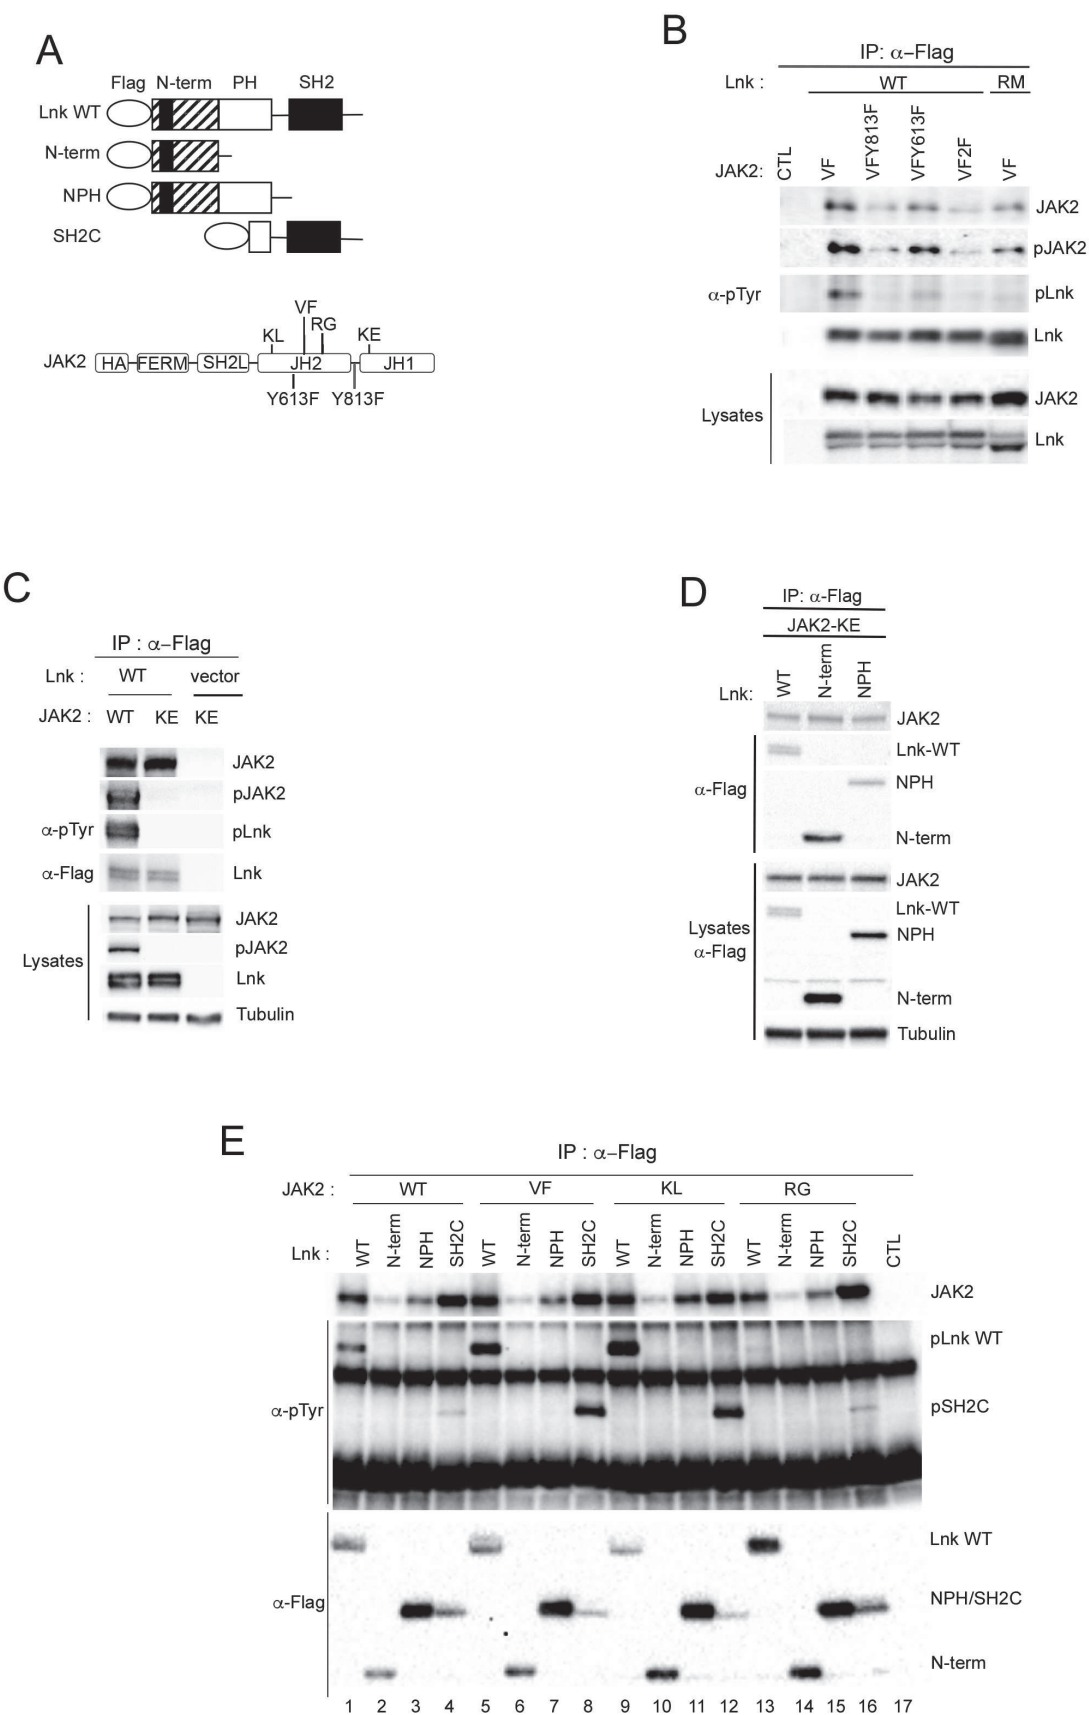 A
Flag N-term PH SH2
Lnk WT
N-term
NPH
SH2C
VF
RG
KL KE
JAK2 HA FERM SH2L JH2 JH1
Y613F Y813F
B
IP: α–Flag
Lnk : WT RM
JAK2: CTL VF VFY813F VFY613F VF2F VF
JAK2
pJAK2
α-pTyr pLnk
Lnk
Lysates
JAK2
Lnk
C
IP : α–Flag
Lnk : WT vector
JAK2 : WT KE KE
JAK2
pJAK2
α-pTyr pLnk
α-Flag Lnk
Lysates
JAK2
pJAK2
Lnk
Tubulin
D
IP: α-Flag
JAK2-KE
Lnk: WT N-term NPH
JAK2
α-Flag
Lnk-WT
NPH
N-term
Lysates
α-Flag
JAK2
Lnk-WT
NPH
N-term
Tubulin
E
IP : α–Flag
JAK2 : WT VF KL RG
Lnk : WT N-term NPH SH2C WT N-term NPH SH2C WT N-term NPH SH2C WT N-term NPH SH2C CTL
JAK2
pLnk WT
α-pTyr pSH2C
Lnk WT
α-Flag NPH/SH2C
N-term
1 2 3 4 5 6 7 8 9 10 11 12 13 14 15 16 17